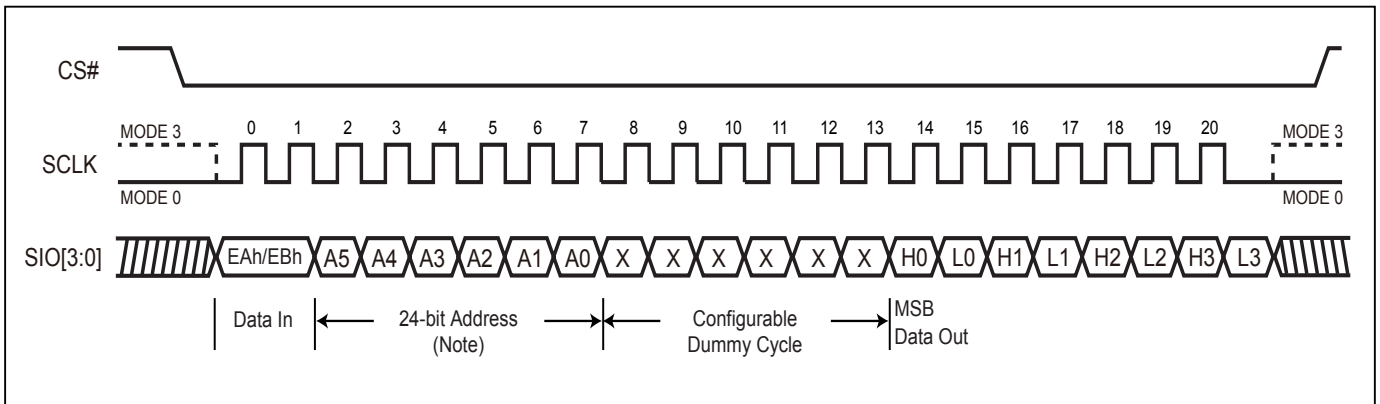 CS#
MODE 3 0 1 2 3 4 5 6 7 8 9 10 11 12 13 14 15 16 17 18 19 20 MODE 3
SCLK
MODE 0 MODE 0
SIO[3:0] EAh/EBh A5 A4 A3 A2 A1 A0 X X X X X X H0 L0 H1 L1 H2 L2 H3 L3
Data In 24-bit Address Configurable MSB
(Note) Dummy Cycle Data Out